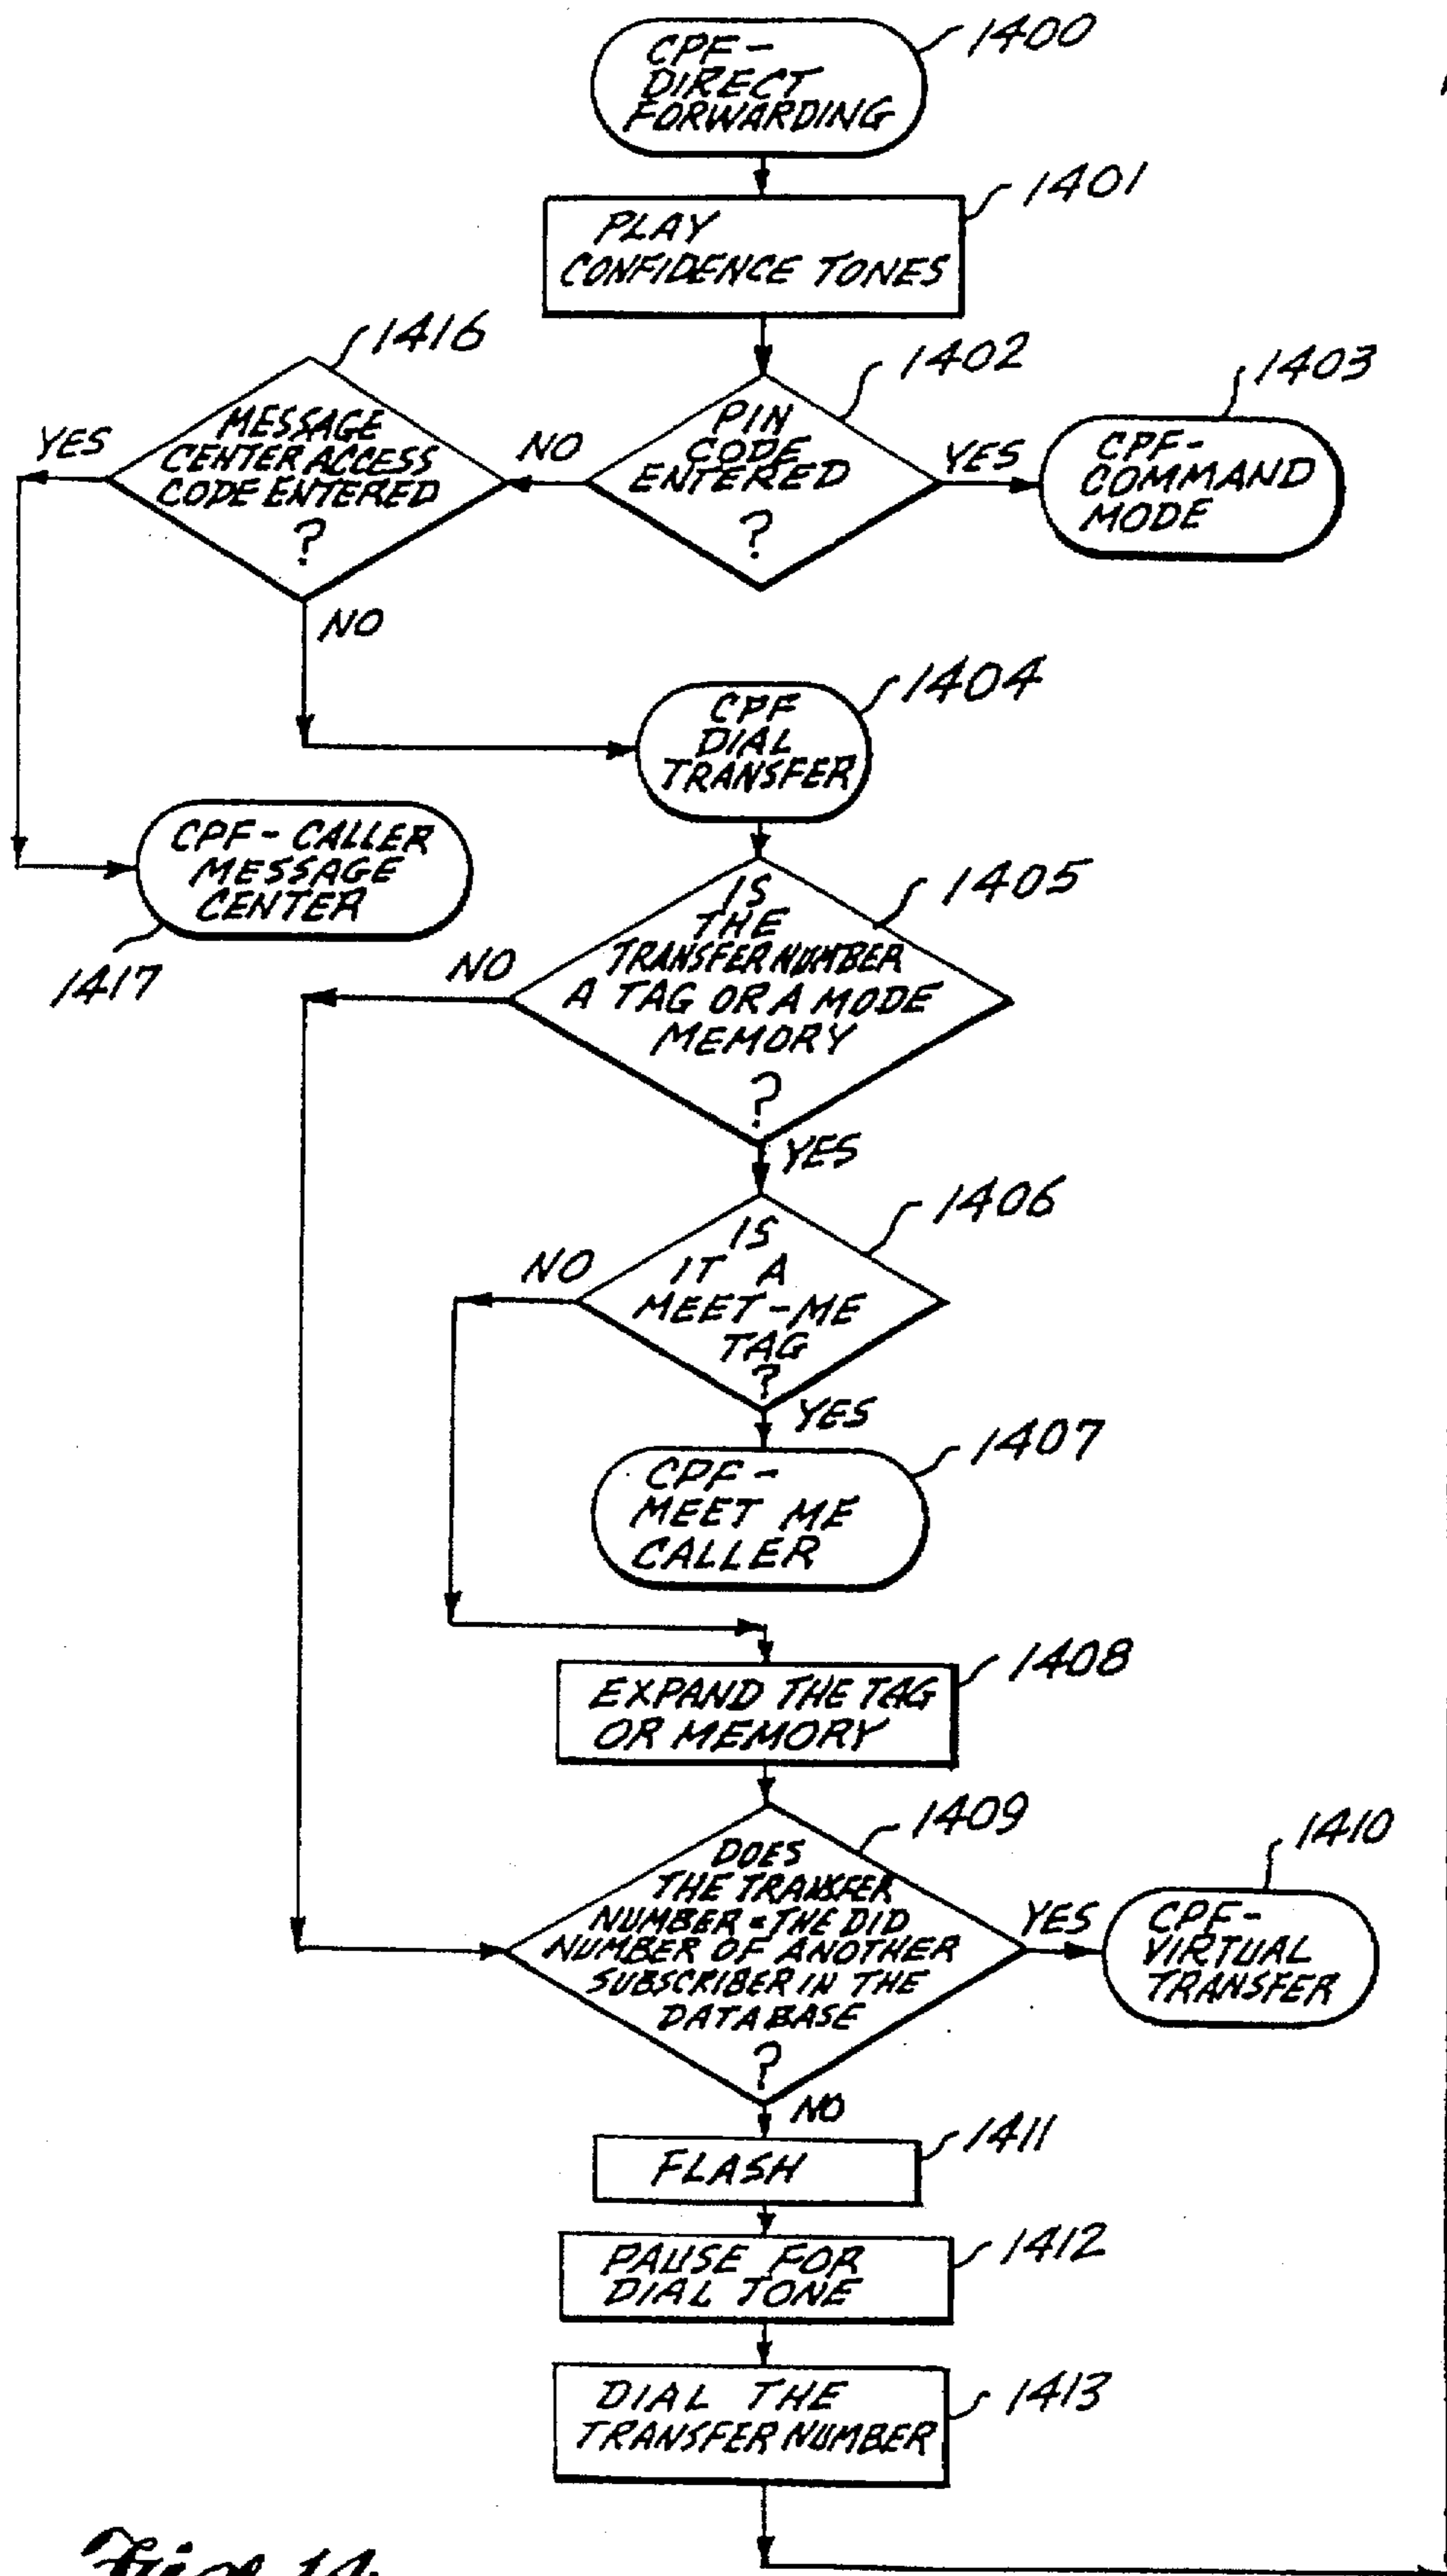 CPF-
DIRECT
FORWARDING
1400
PLAY
CONFIDENCE TONES
1401
MESSAGE
CENTER ACCESS
CODE ENTERED
?
1416
YES
NO
PIN
CODE
ENTERED
?
1402
NO
YES
CPF-
COMMAND
MODE
1403
CPF
DIAL
TRANSFER
1404
CPF-CALLER
MESSAGE
CENTER
1417
IS
THE
TRANSFER NUMBER
A TAG OR A MODE
MEMORY
?
1405
NO
YES
IS
IT A
MEET-ME
TAG
?
1406
NO
YES
CPF-
MEET ME
CALLER
1407
EXPAND THE TAG
OR MEMORY
1408
DOES
THE TRANSFER
NUMBER = THE DID
NUMBER OF ANOTHER
SUBSCRIBER IN THE
DATABASE
?
1409
YES
NO
CPF-
VIRTUAL
TRANSFER
1410
FLASH
1411
PAUSE FOR
DIAL TONE
1412
DIAL THE
TRANSFER NUMBER
1413
Fig. 14